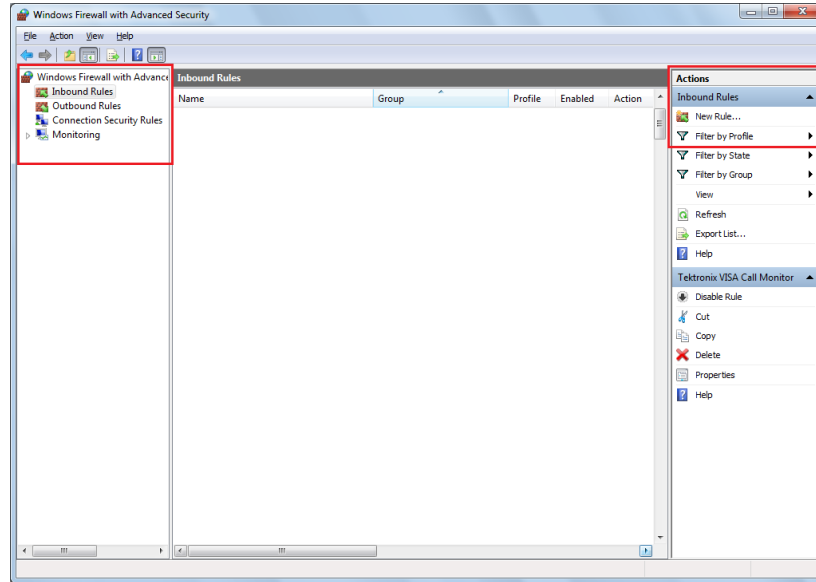 Windows Firewall with Advanced Security
File Action View Help
Windows Firewall with Advance
Inbound Rules
Outbound Rules
Connection Security Rules
Monitoring
Inbound Rules
Name Group Profile Enabled Action
Actions
Inbound Rules
New Rule...
Filter by Profile
Filter by State
Filter by Group
View
Refresh
Export List...
Help
Tektronix VISA Call Monitor
Disable Rule
Cut
Copy
Delete
Properties
Help